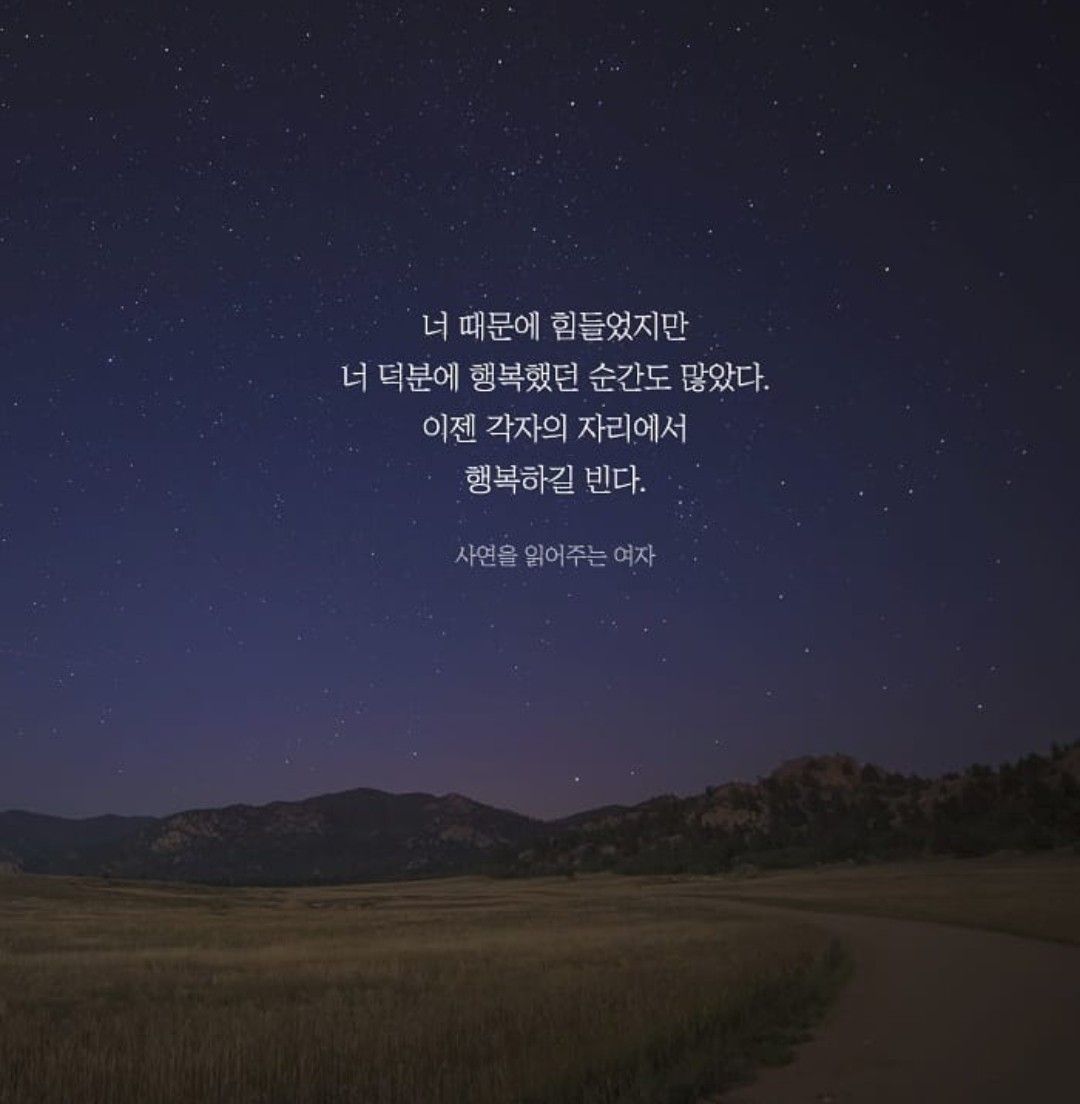 너 때문에 힘들었지만
너 덕분에 행복했던 순간도 많았다.
이젠 각자의 자리에서
행복하길 빈다.
사연을 읽어주는 여자